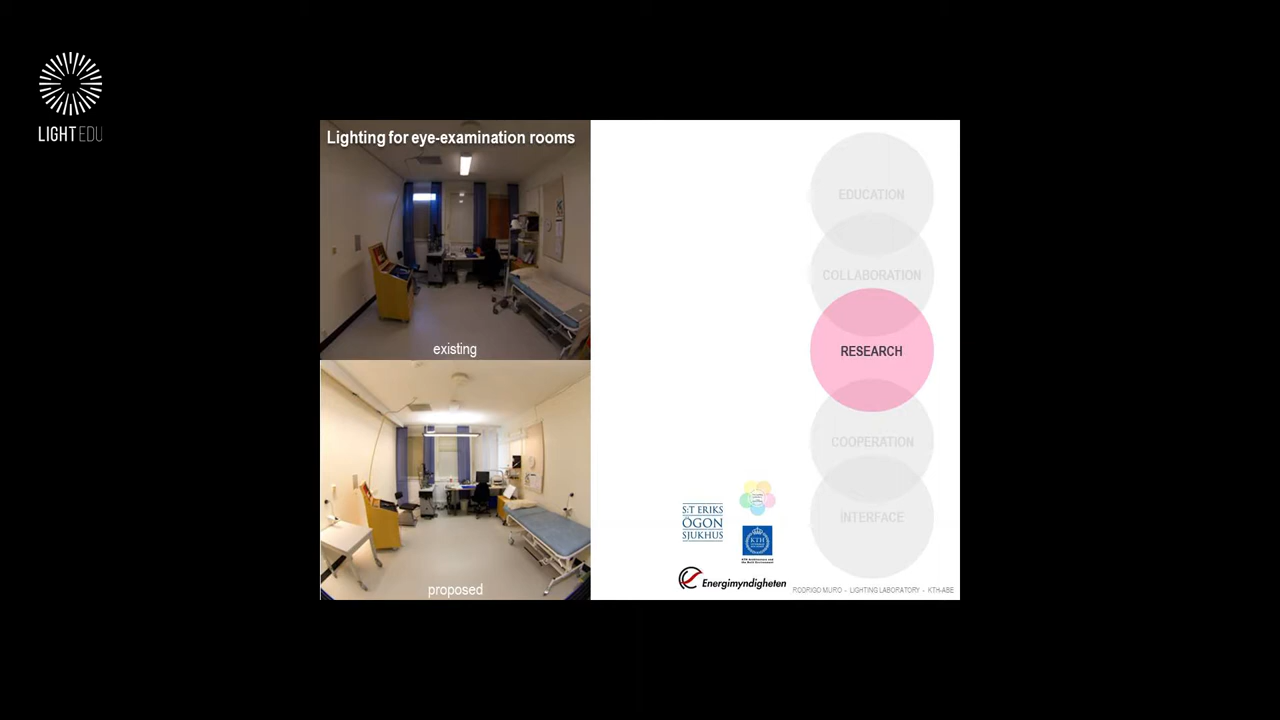 LIGHT EDU
Lighting for eye-examination rooms
existing
proposed
EDUCATION
COLLABORATION
RESEARCH
COOPERATION
INTERFACE
S:T ERIKS
ÖGON
SJUKHUS
KTH
Energimyndigheten
RODRIGO MURO - LIGHTING LABORATORY - KTH-ABE